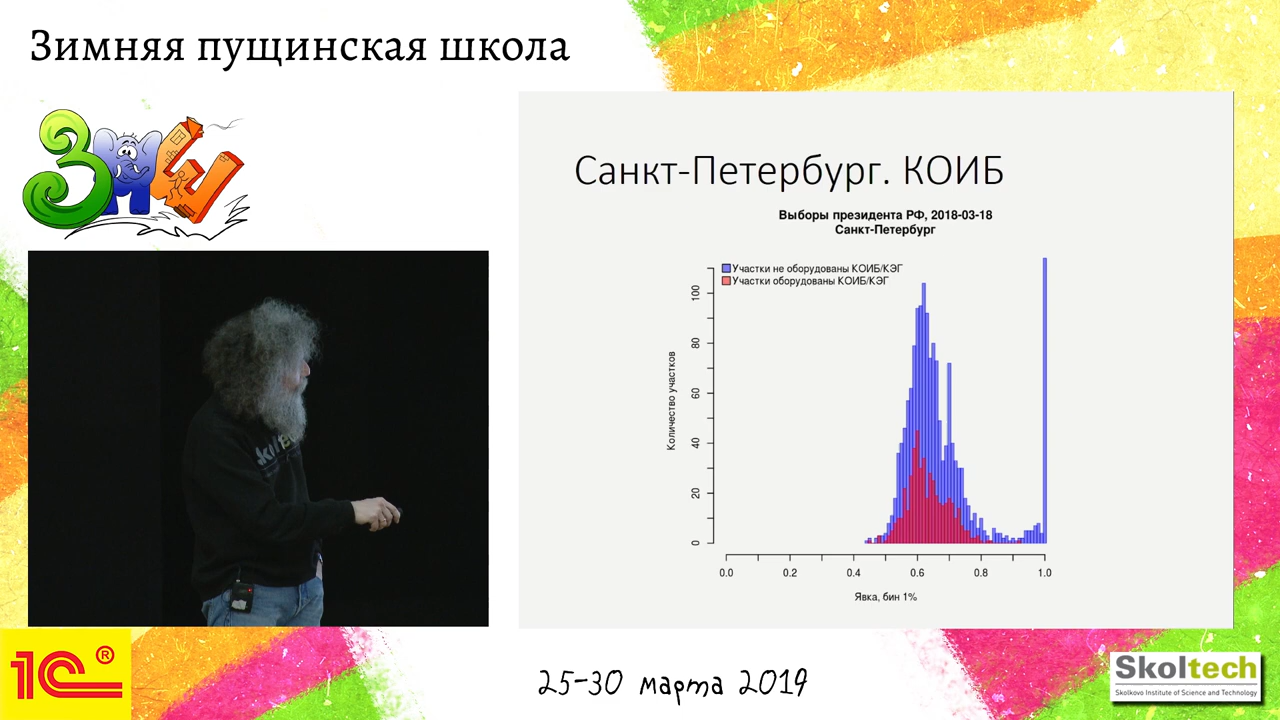 Зимняя пущинская школа
ЗПШ
Санкт-Петербург. КОИБ
Выборы президента РФ, 2018-03-18
Санкт-Петербург
Участки не оборудованы КОИБ/КЭГ
Участки оборудованы КОИБ/КЭГ
Количество участков
100
80
60
40
20
0
0.0 0.2 0.4 0.6 0.8 1.0
Явка, бин 1%
1С®
25-30 марта 2019
Skoltech
Skolkovo Institute of Science and Technology